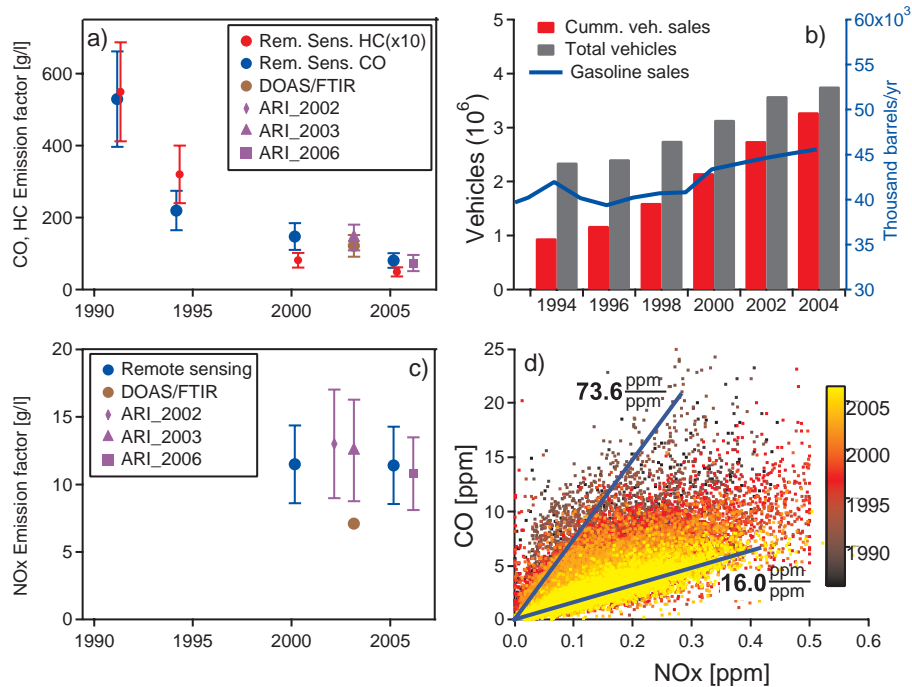 a)
CO, HC Emission factor [g/l]
600
400
200
0
1990
1995
2000
2005
Rem. Sens. HC(x10)
Rem. Sens. CO
DOAS/FTIR
ARI_2002
ARI_2003
ARI_2006
b)
Vehicles (10⁶)
5
4
3
2
1
0
1994
1996
1998
2000
2002
2004
Cumm. veh. sales
Total vehicles
Gasoline sales
60x10³
55
50
45
40
35
30
Thousand barrels/yr
c)
NOx Emission factor [g/l]
20
15
10
5
0
1990
1995
2000
2005
Remote sensing
DOAS/FTIR
ARI_2002
ARI_2003
ARI_2006
d)
CO [ppm]
25
20
15
10
5
0
0.0
0.1
0.2
0.3
0.4
0.5
0.6
NOx [ppm]
73.6 ppm
ppm
16.0 ppm
ppm
2005
2000
1995
1990